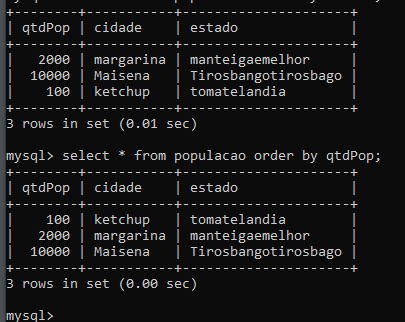 +--------+-----------+---------------------+
| qtdPop | cidade | estado |
+--------+-----------+---------------------+
| 2000 | margarina | manteigaemelhor |
| 10000 | Maisena | Tirosbangotirosbago |
| 100 | ketchup | tomatelandia |
+--------+-----------+---------------------+
3 rows in set (0.01 sec)
mysql> select * from populacao order by qtdPop;
+--------+-----------+---------------------+
| qtdPop | cidade | estado |
+--------+-----------+---------------------+
| 100 | ketchup | tomatelandia |
| 2000 | margarina | manteigaemelhor |
| 10000 | Maisena | Tirosbangotirosbago |
+--------+-----------+---------------------+
3 rows in set (0.00 sec)
mysql>